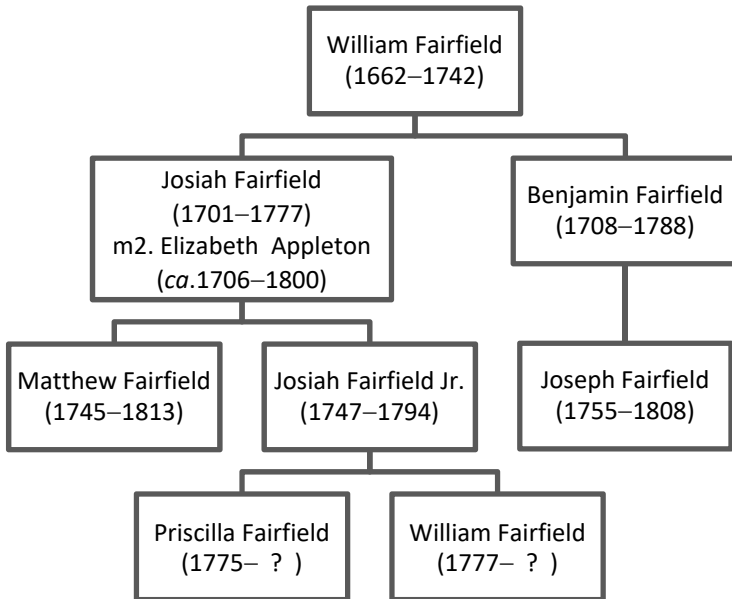 William Fairfield
(1662–1742)
Josiah Fairfield
(1701–1777)
m2. Elizabeth Appleton
(ca.1706–1800)
Benjamin Fairfield
(1708–1788)
Matthew Fairfield
(1745–1813)
Josiah Fairfield Jr.
(1747–1794)
Joseph Fairfield
(1755–1808)
Priscilla Fairfield
(1775– ? )
William Fairfield
(1777– ? )